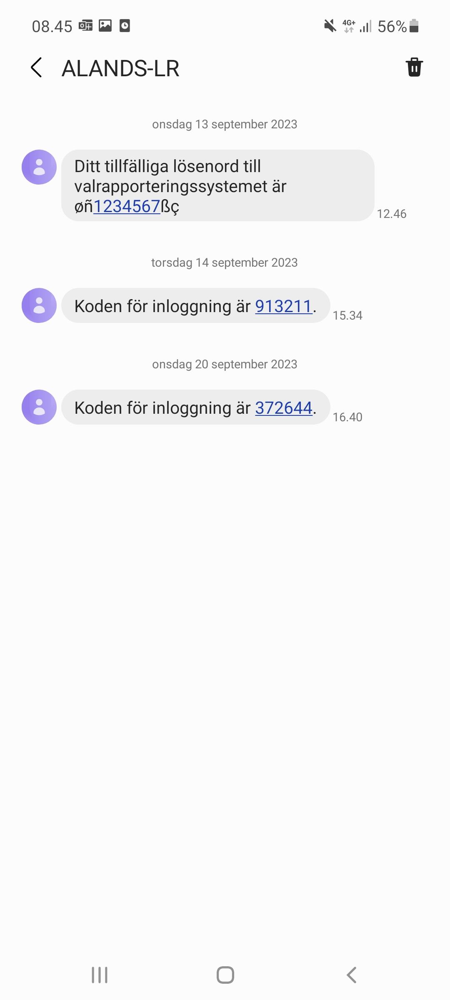 08.45
4G+ 56%
ALANDS-LR
onsdag 13 september 2023
Ditt tillfälliga lösenord till
valrapporteringssystemet är
øñ1234567ßç
12.46
torsdag 14 september 2023
Koden för inloggning är 913211.
15.34
onsdag 20 september 2023
Koden för inloggning är 372644.
16.40